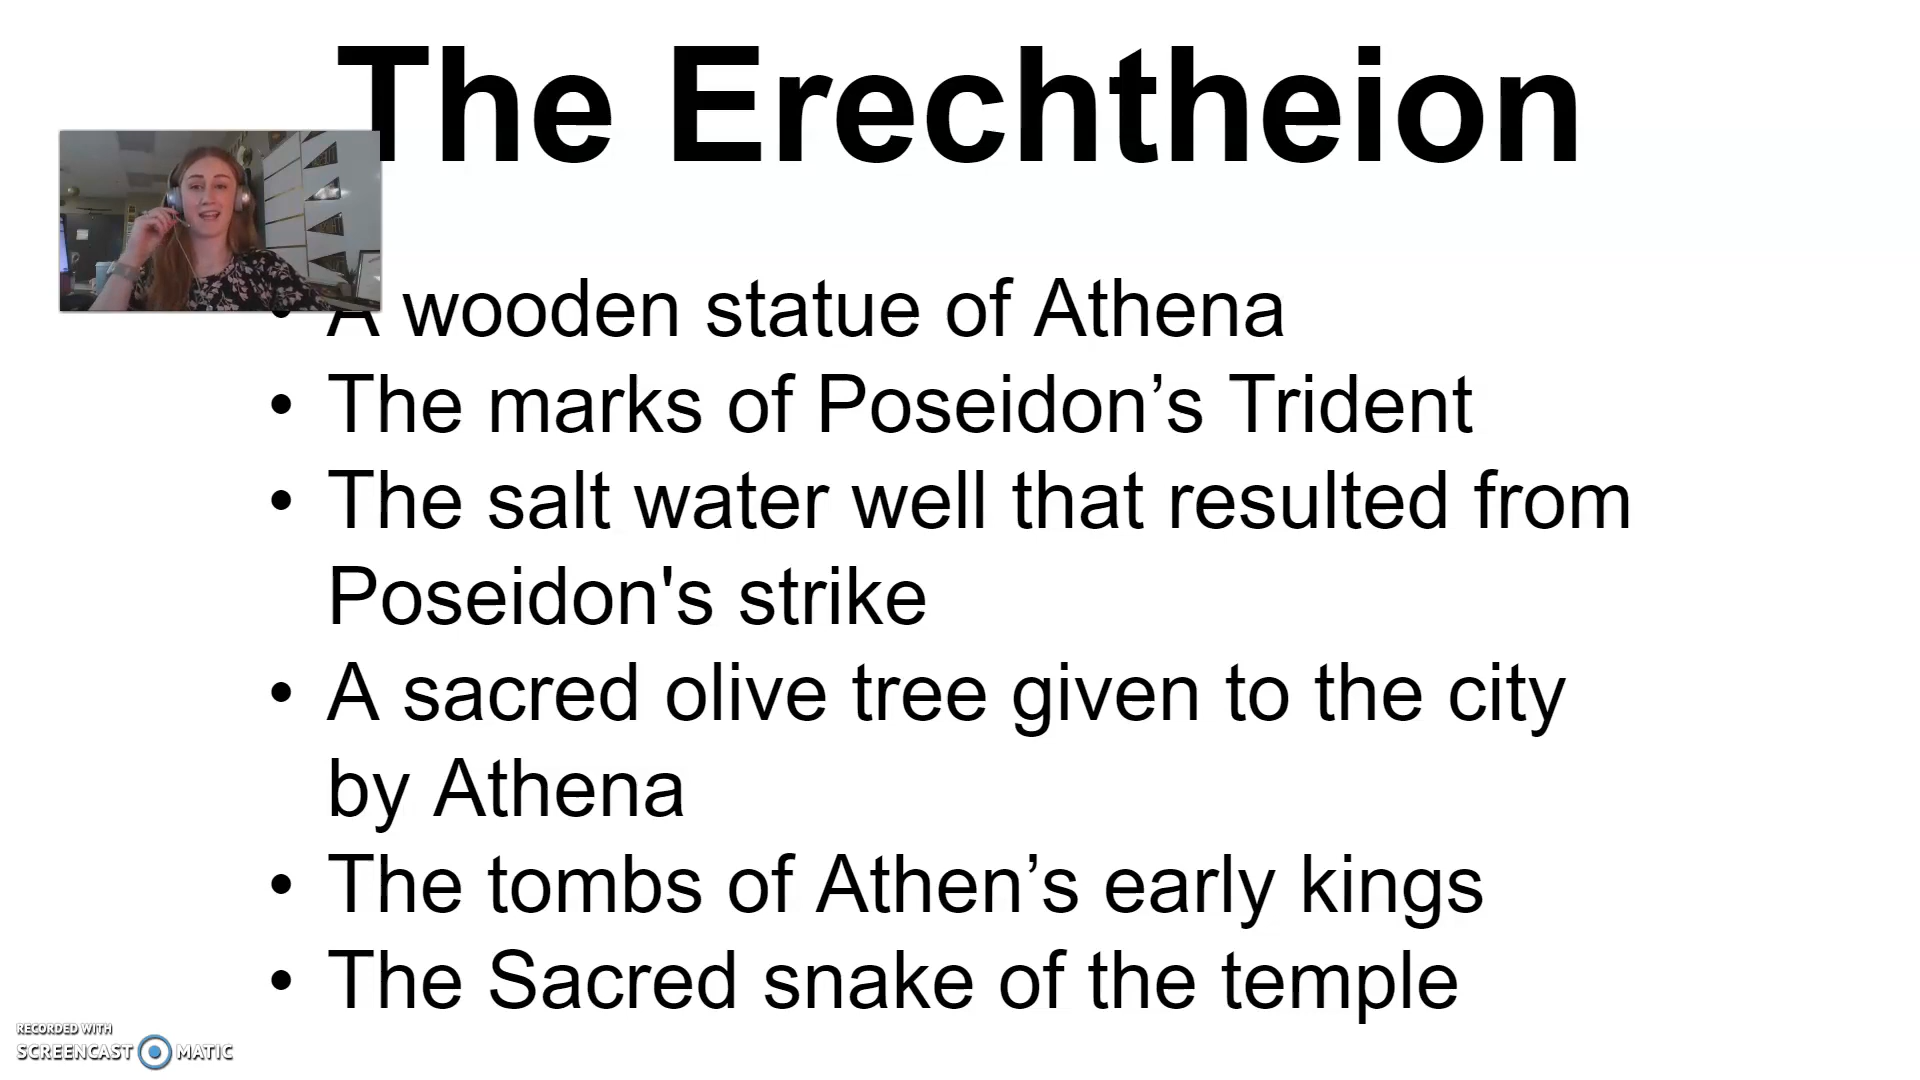 The Erechtheion
• A wooden statue of Athena
• The marks of Poseidon’s Trident
• The salt water well that resulted from
Poseidon's strike
• A sacred olive tree given to the city
by Athena
• The tombs of Athen’s early kings
• The Sacred snake of the temple
RECORDED WITH
SCREENCAST MATIC